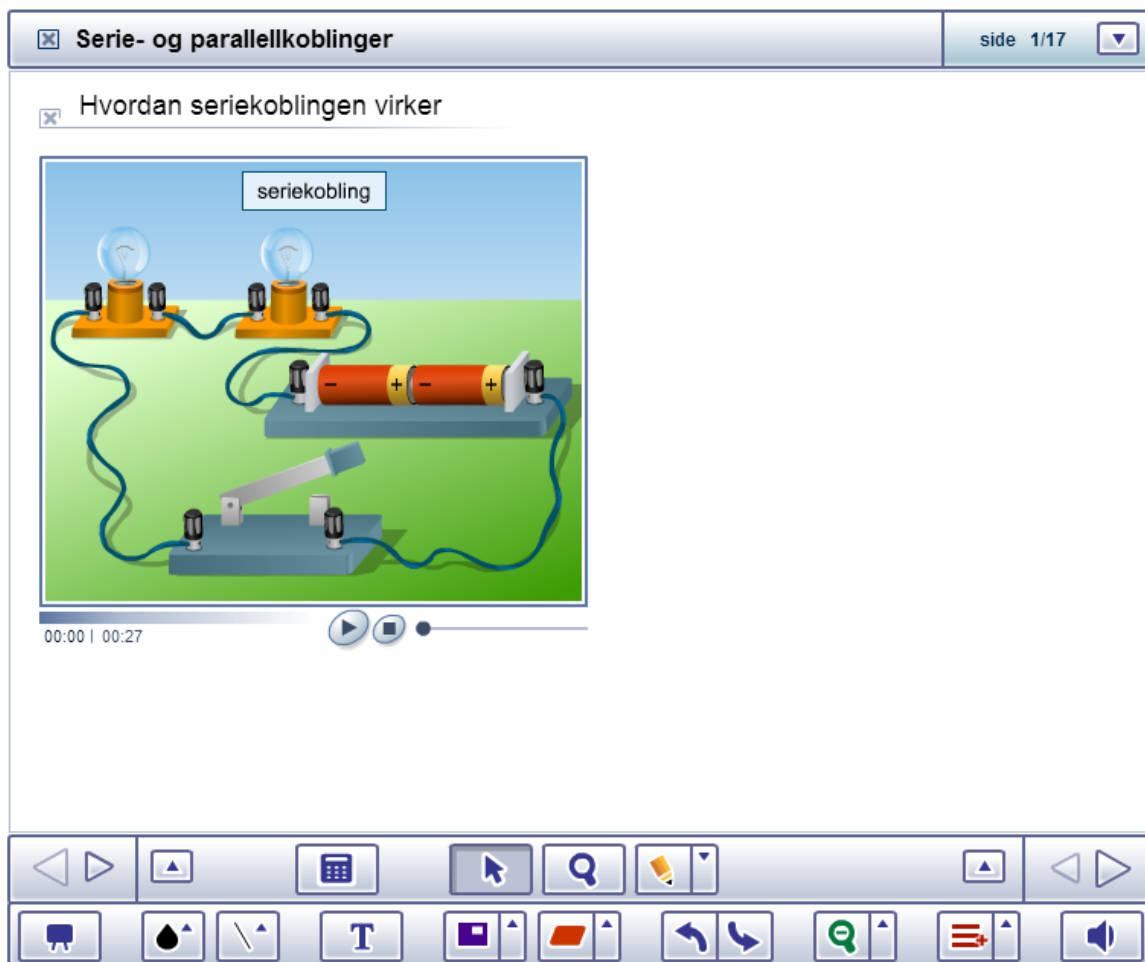 Serie- og parallellkoblinger
side 1/17
Hvordan seriekoblingen virker
seriekobling
- + - +
00:00 | 00:27
T